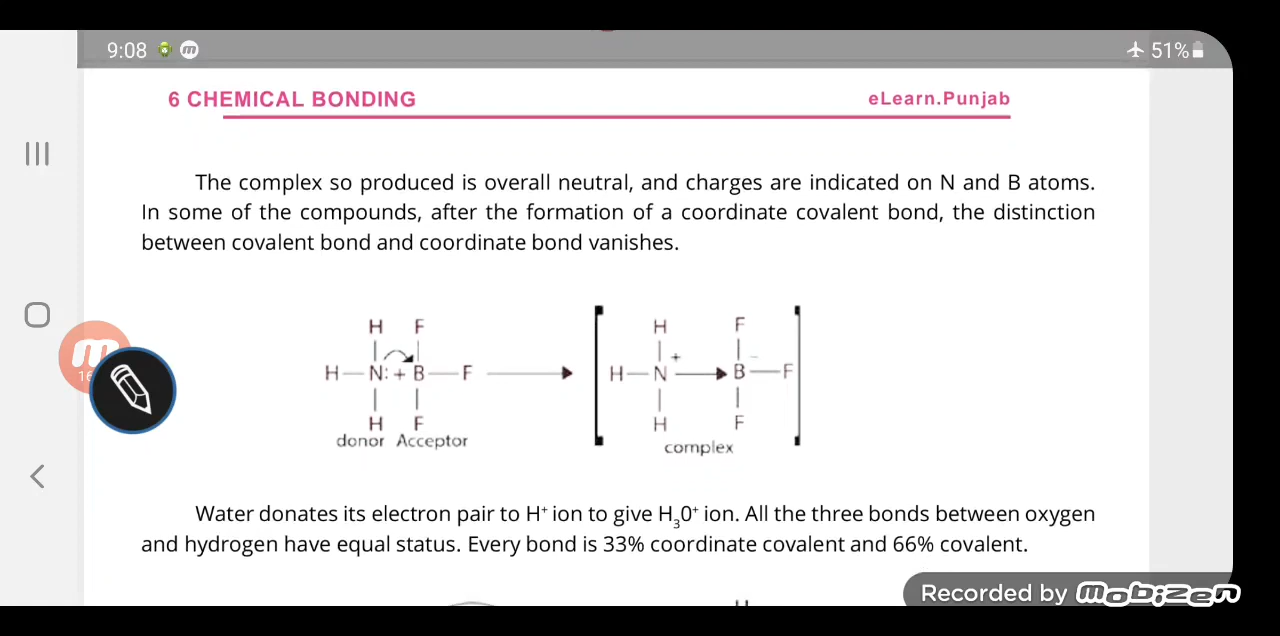 9:08 m 51%
6 CHEMICAL BONDING eLearn.Punjab
The complex so produced is overall neutral, and charges are indicated on N and B atoms.
In some of the compounds, after the formation of a coordinate covalent bond, the distinction
between covalent bond and coordinate bond vanishes.
H F H F
H—N: + B—F H—N⁺ → B⁻—F
H F H F
donor Acceptor complex
m
16
Water donates its electron pair to H⁺ ion to give H₃0⁺ ion. All the three bonds between oxygen
and hydrogen have equal status. Every bond is 33% coordinate covalent and 66% covalent.
Recorded by mobizen